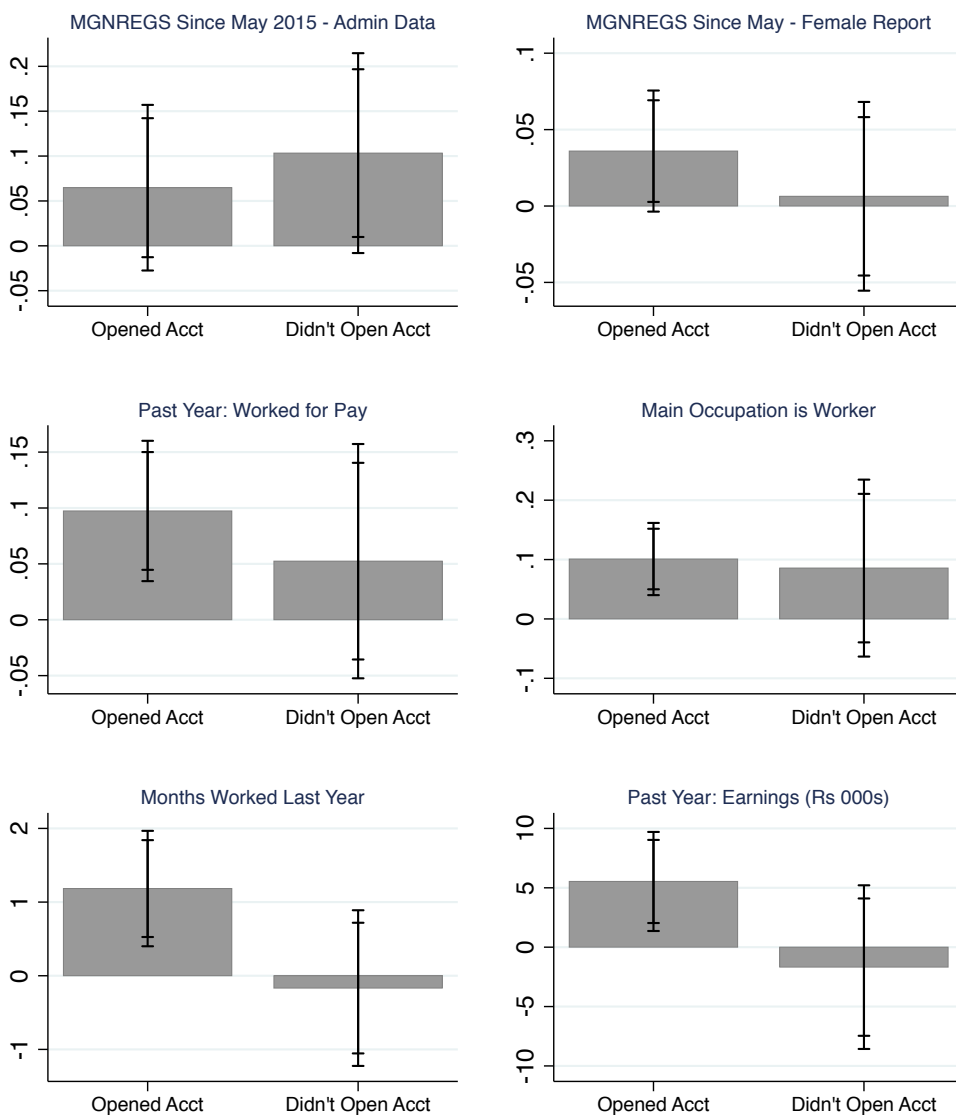 MGNREGS Since May 2015 - Admin Data
.2
.15
.1
.05
0
-.05
Opened Acct Didn't Open Acct
MGNREGS Since May - Female Report
.1
.05
0
-.05
Opened Acct Didn't Open Acct
Past Year: Worked for Pay
.15
.1
.05
0
-.05
Opened Acct Didn't Open Acct
Main Occupation is Worker
.3
.2
.1
0
-.1
Opened Acct Didn't Open Acct
Months Worked Last Year
2
1
0
-1
Opened Acct Didn't Open Acct
Past Year: Earnings (Rs 000s)
10
5
0
-5
-10
Opened Acct Didn't Open Acct